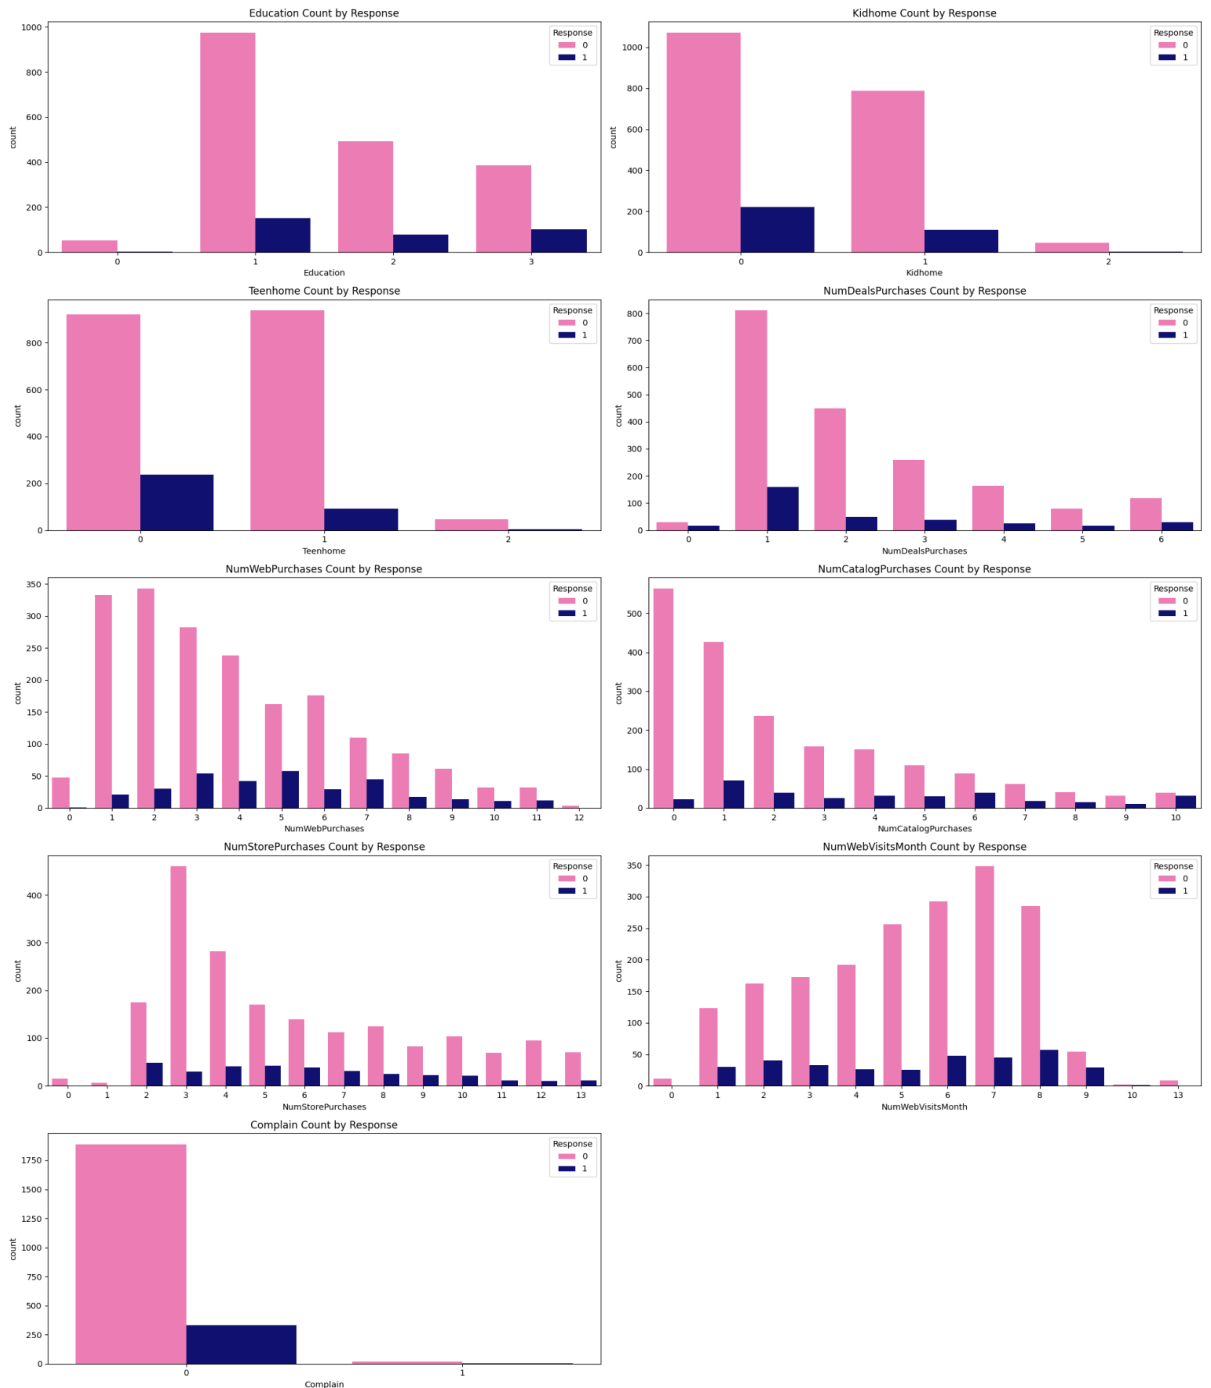 Education Count by Response
Response
0
1
1000
800
600
400
200
0
count
0 1 2 3
Education
Kidhome Count by Response
Response
0
1
1000
800
600
400
200
0
count
0 1 2
Kidhome
Teenhome Count by Response
Response
0
1
800
600
400
200
0
count
0 1 2
Teenhome
NumDealsPurchases Count by Response
Response
0
1
800
700
600
500
400
300
200
100
0
count
0 1 2 3 4 5 6
NumDealsPurchases
NumWebPurchases Count by Response
Response
0
1
350
300
250
200
150
100
50
0
count
0 1 2 3 4 5 6 7 8 9 10 11 12
NumWebPurchases
NumCatalogPurchases Count by Response
Response
0
1
500
400
300
200
100
0
count
0 1 2 3 4 5 6 7 8 9 10
NumCatalogPurchases
NumStorePurchases Count by Response
Response
0
1
400
300
200
100
0
count
0 1 2 3 4 5 6 7 8 9 10 11 12 13
NumStorePurchases
NumWebVisitsMonth Count by Response
Response
0
1
350
300
250
200
150
100
50
0
count
0 1 2 3 4 5 6 7 8 9 10 13
NumWebVisitsMonth
Complain Count by Response
Response
0
1
1750
1500
1250
1000
750
500
250
0
count
0 1
Complain